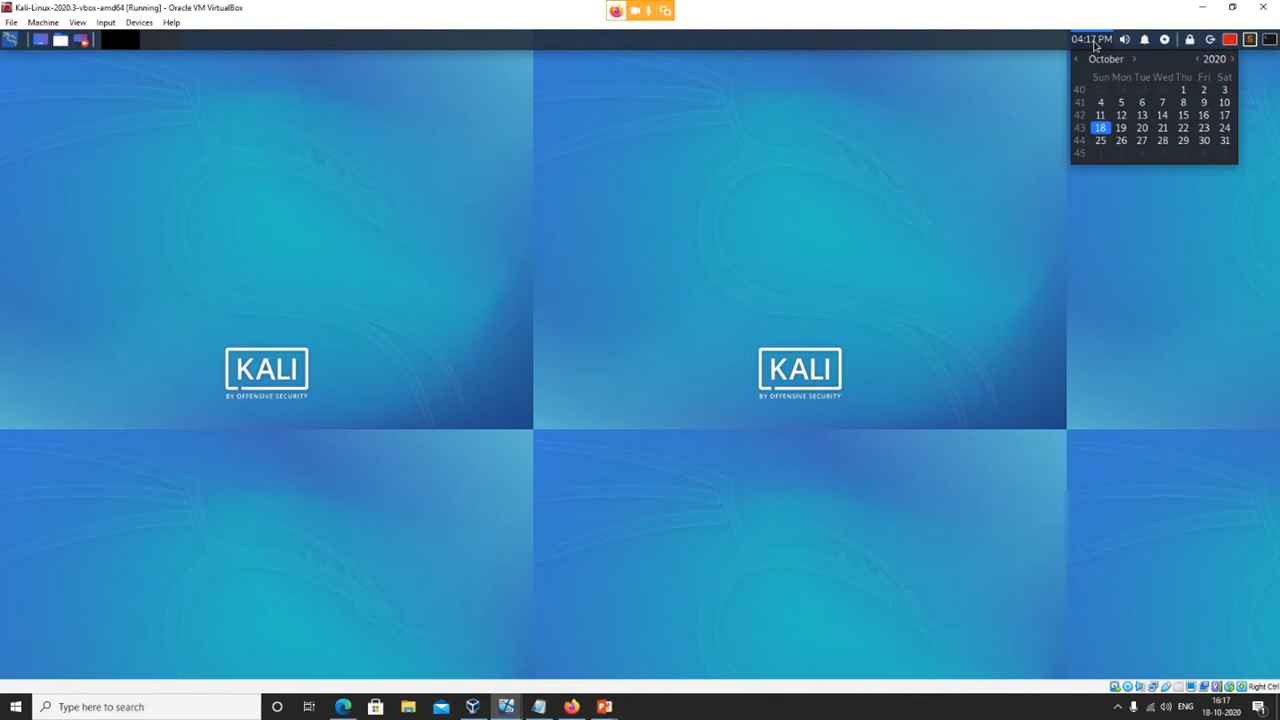 Kali-Linux-2020.3-vbox-amd64 [Running] - Oracle VM VirtualBox
File Machine View Input Devices Help
04:17 PM
October 2020
Sun Mon Tue Wed Thu Fri Sat
40 1 2 3
41 4 5 6 7 8 9 10
42 11 12 13 14 15 16 17
43 18 19 20 21 22 23 24
44 25 26 27 28 29 30 31
45
KALI
BY OFFENSIVE SECURITY
KALI
BY OFFENSIVE SECURITY
Right Ctrl
Type here to search
ENG
16:17
18-10-2020